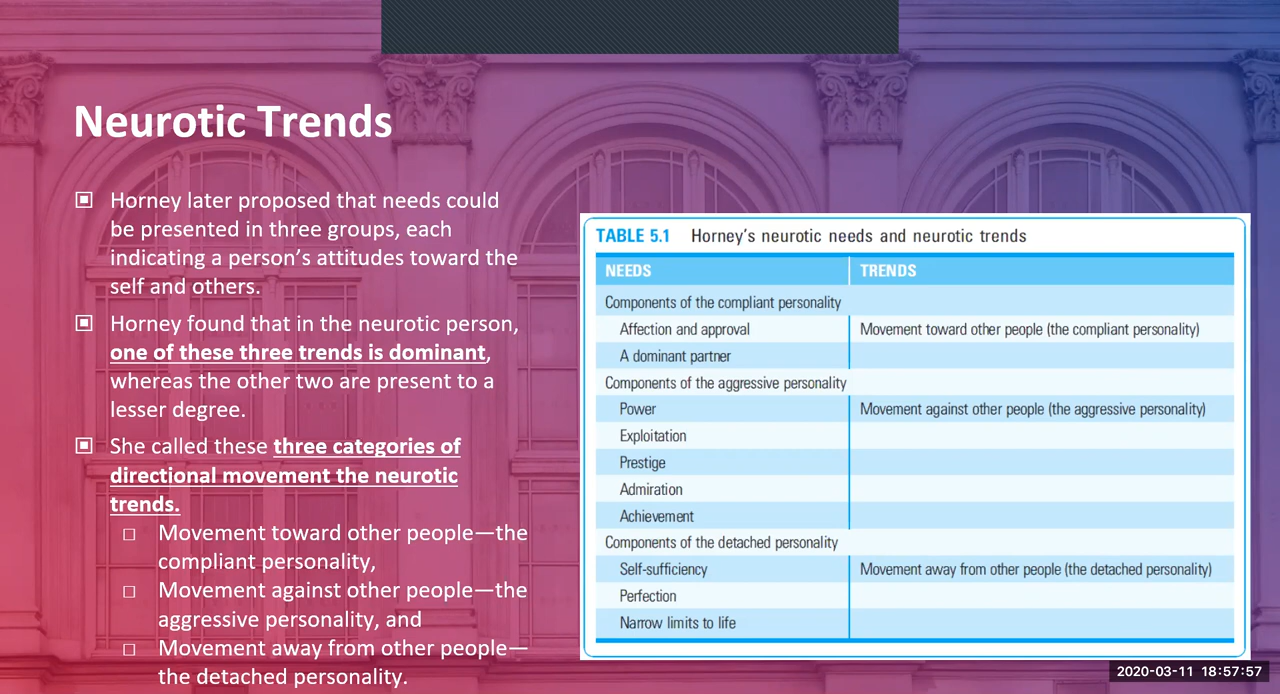 Neurotic Trends
Horney later proposed that needs could
be presented in three groups, each
indicating a person's attitudes toward the
self and others.
Horney found that in the neurotic person,
one of these three trends is dominant,
whereas the other two are present to a
lesser degree.
She called these three categories of
directional movement the neurotic
trends.
Movement toward other people—the
compliant personality,
Movement against other people—the
aggressive personality, and
Movement away from other people—
the detached personality.
TABLE 5.1 Horney's neurotic needs and neurotic trends
NEEDS TRENDS
Components of the compliant personality
Affection and approval Movement toward other people (the compliant personality)
A dominant partner
Components of the aggressive personality
Power Movement against other people (the aggressive personality)
Exploitation
Prestige
Admiration
Achievement
Components of the detached personality
Self-sufficiency Movement away from other people (the detached personality)
Perfection
Narrow limits to life
2020-03-11 18:57:57